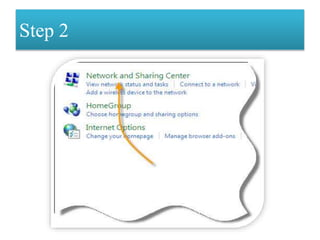 Step 2
Network and Sharing Center
View network status and tasks | Connect to a network |
Add a wireless device to the network
HomeGroup
Choose homegroup and sharing options
Internet Options
Change your homepage | Manage browser add-ons |